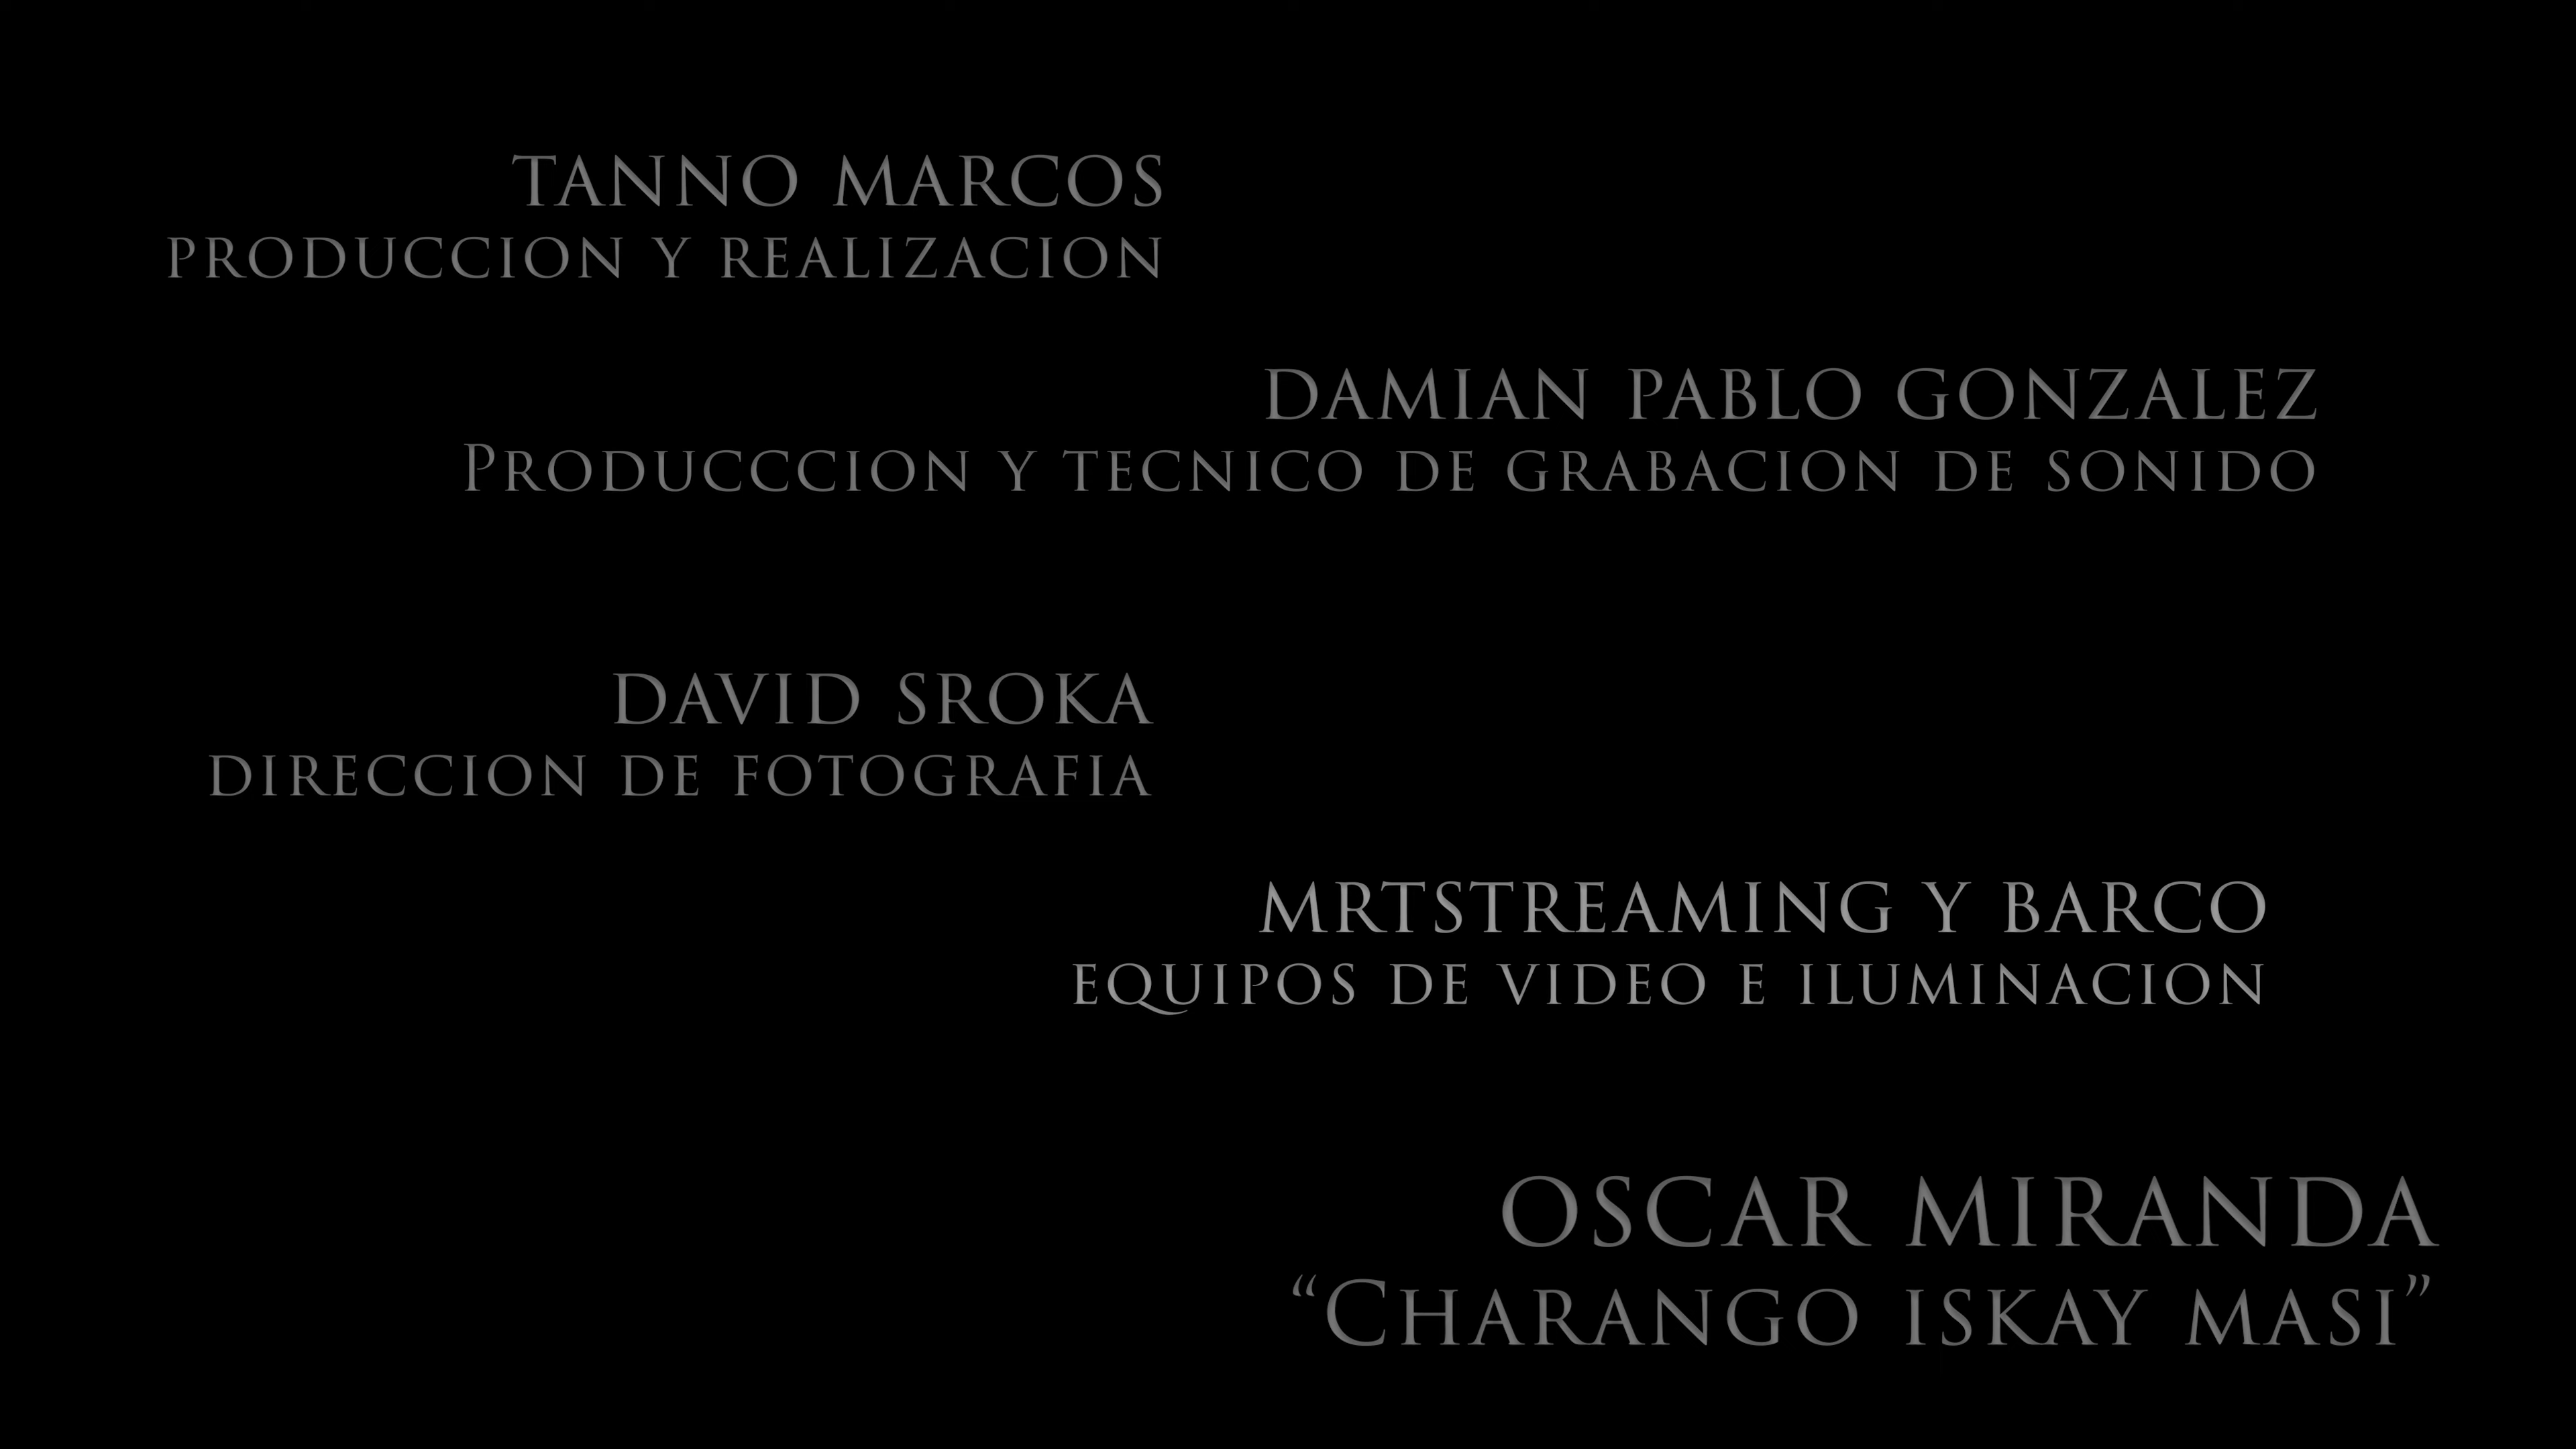 TANNO MARCOS
PRODUCCION Y REALIZACION
DAMIAN PABLO GONZALEZ
PRODUCCCION Y TECNICO DE GRABACION DE SONIDO
DAVID SROKA
DIRECCION DE FOTOGRAFIA
MRTSTREAMING Y BARCO
EQUIPOS DE VIDEO E ILUMINACION
OSCAR MIRANDA
“CHARANGO ISKAY MASI”